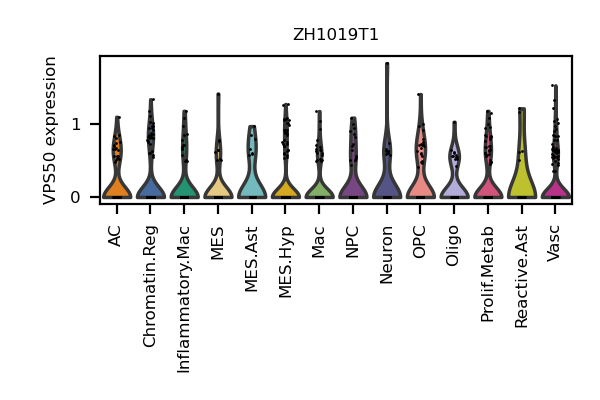 ZH1019T1
VPS50 expression
1
0
AC
Chromatin.Reg
Inflammatory.Mac
MES
MES.Ast
MES.Hyp
Mac
NPC
Neuron
OPC
Oligo
Prolif.Metab
Reactive.Ast
Vasc